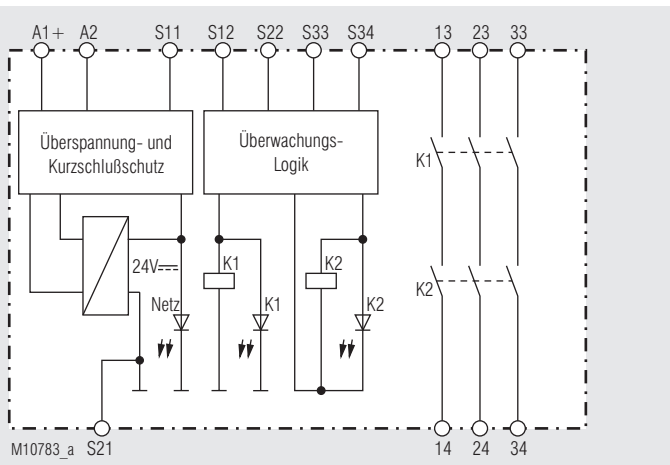 A1+ A2 S11 S12 S22 S33 S34 13 23 33
Überspannung- und
Kurzschlußschutz
Überwachungs-
Logik
K1
24V
K1
K2
K2
Netz
K1
K2
M10783_a S21 14 24 34